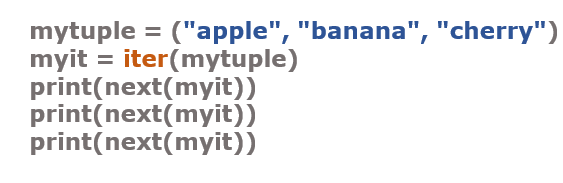 mytuple = ("apple", "banana", "cherry")
myit = iter(mytuple)
print(next(myit))
print(next(myit))
print(next(myit))